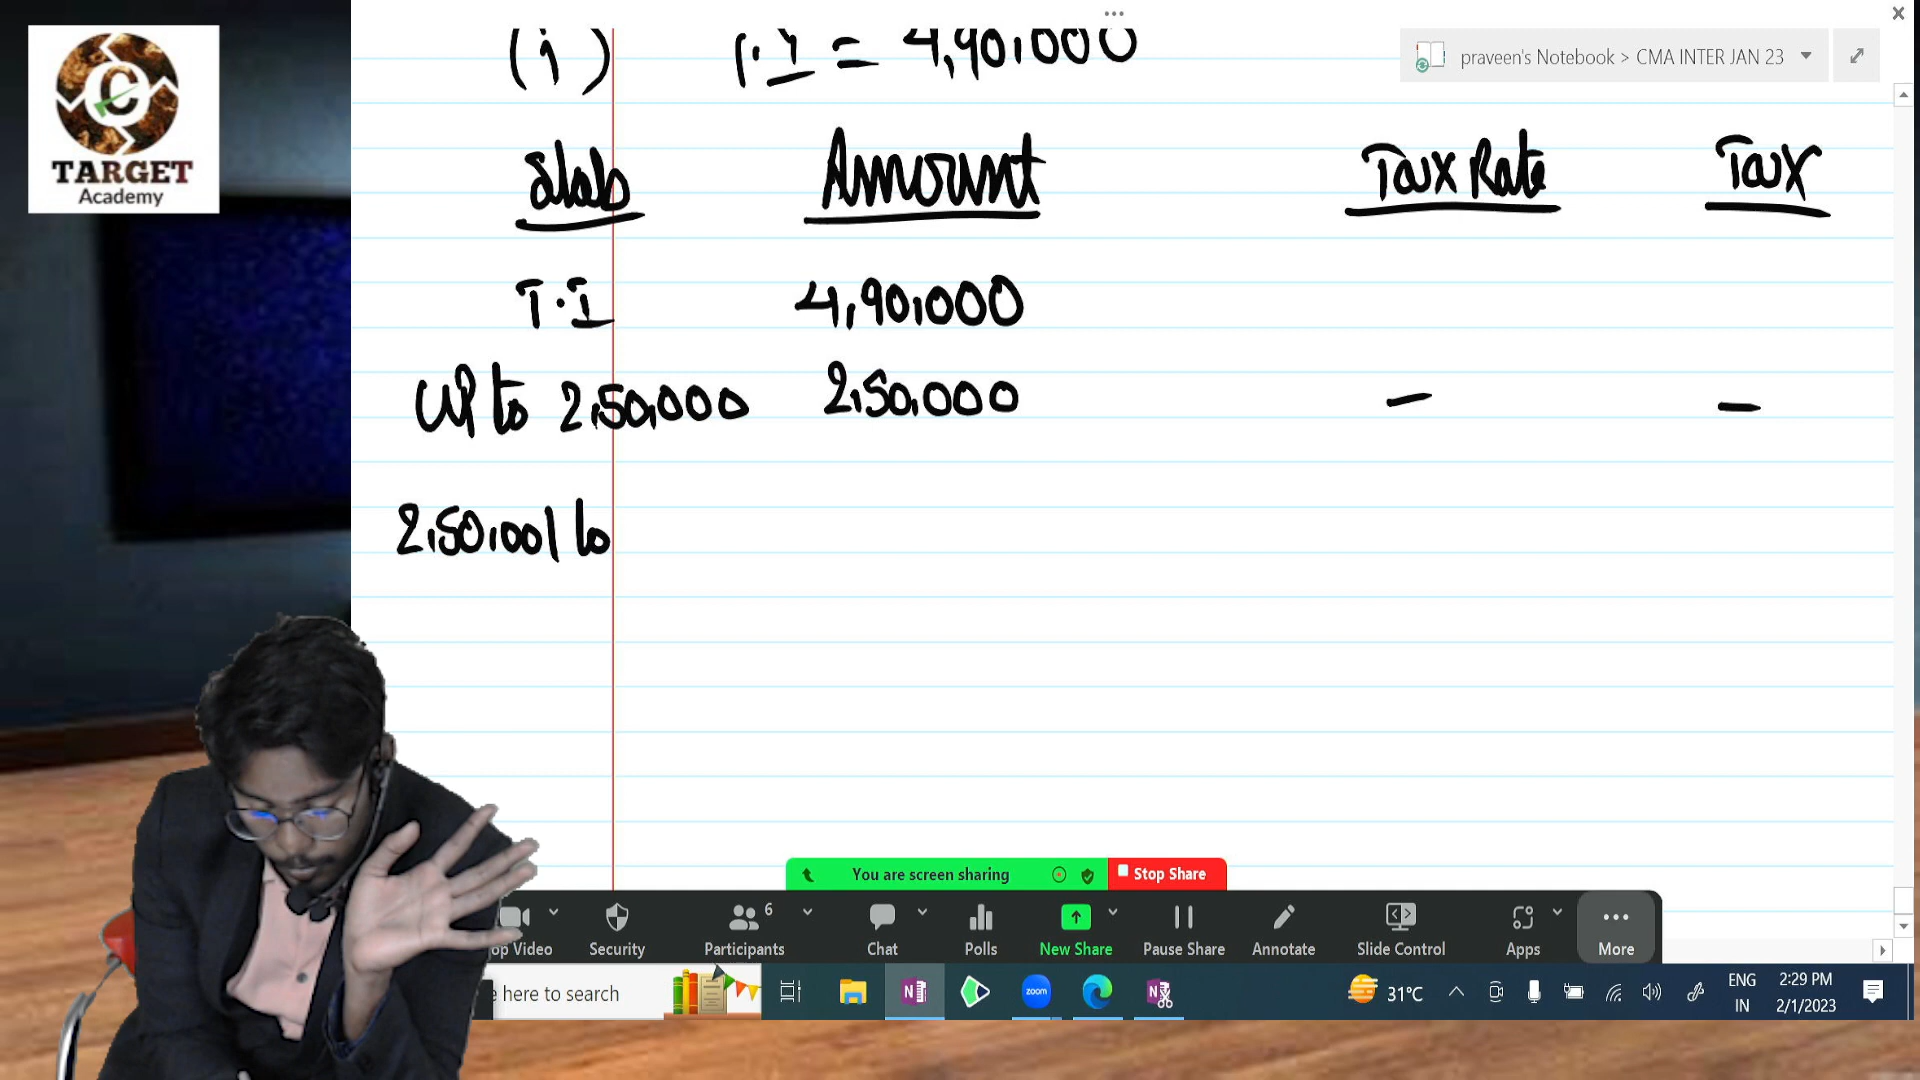 TARGET
Academy
(i) T.I = 4,90,000
praveen's Notebook > CMA INTER JAN 23
Slab Amount Tax Rate Tax
T.I 4,90,000
Up to 2,50,000 2,50,000 — —
2,50,001 to
You are screen sharing Stop Share
op Video Security Participants 6 Chat Polls New Share Pause Share Annotate Slide Control Apps More
e here to search
zoom
31°C
ENG
IN
2:29 PM
2/1/2023